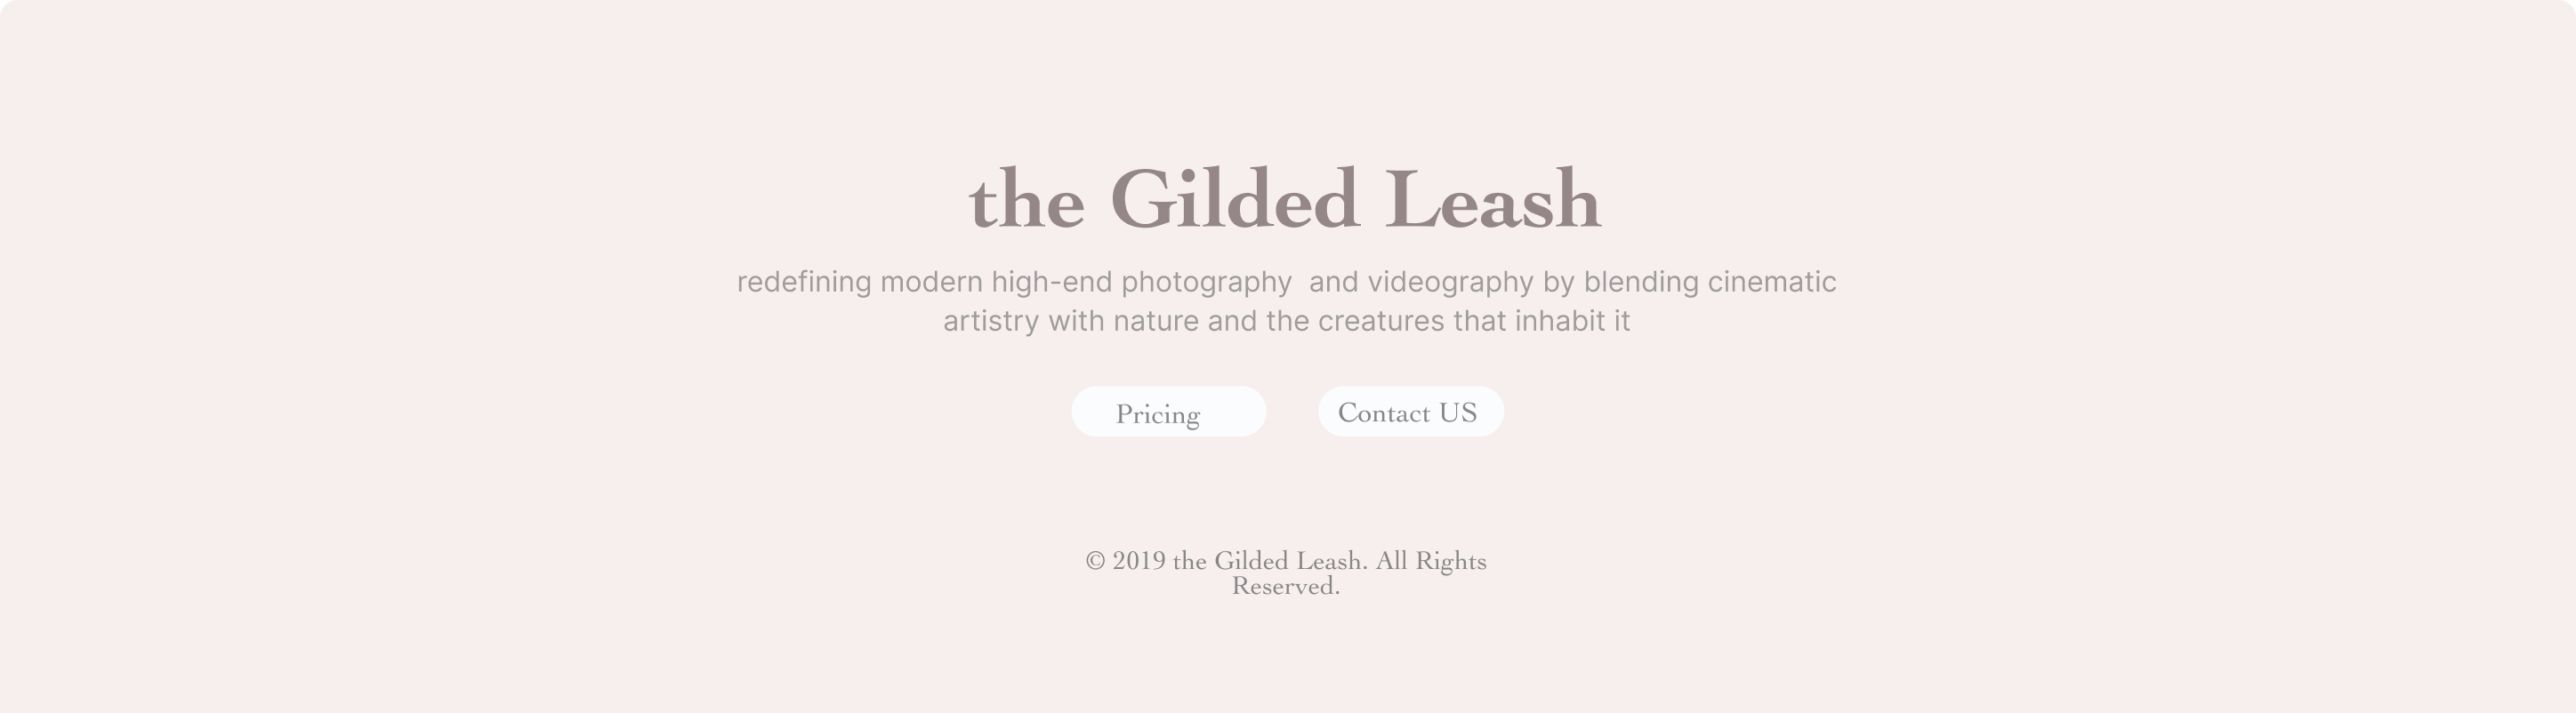 the Gilded Leash
redefining modern high-end photography  and videography by blending cinematic
artistry with nature and the creatures that inhabit it
Pricing
Contact US
© 2019 the Gilded Leash. All Rights
Reserved.